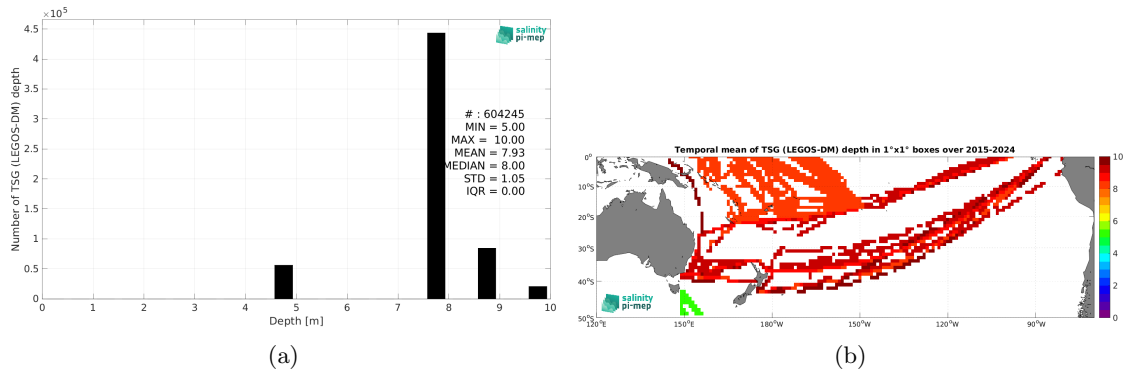 ×10⁵
4.5
4
3.5
3
2.5
2
1.5
1
0.5
0
Number of TSG (LEGOS-DM) depth
salinity
pi-mep
# : 604245
MIN = 5.00
MAX = 10.00
MEAN = 7.93
MEDIAN = 8.00
STD = 1.05
IQR = 0.00
0 1 2 3 4 5 6 7 8 9 10
Depth [m]
(a)
Temporal mean of TSG (LEGOS-DM) depth in 1°x1° boxes over 2015-2024
0°
10°S
20°S
30°S
40°S
50°S
salinity
pi-mep
120°E 150°E 180°W 150°W 120°W 90°W
10
8
6
4
2
0
(b)